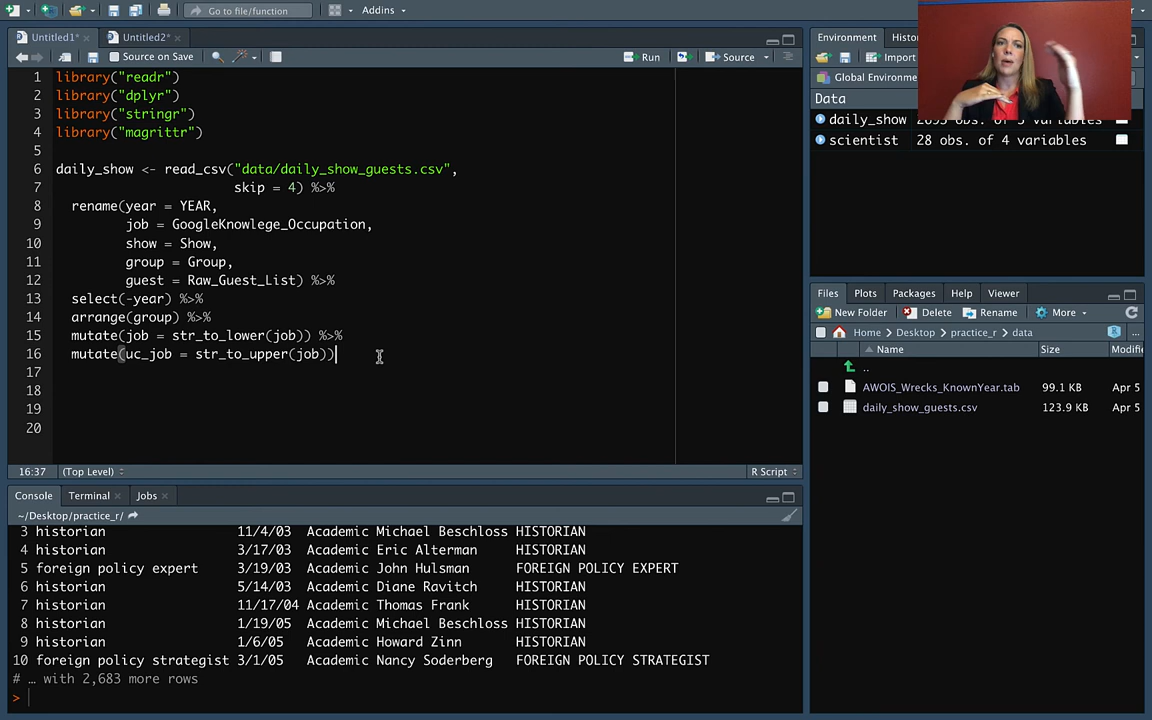 Go to file/function
Addins
Untitled1*
Untitled2*
Source on Save
Run
Source
1 library("readr")
2 library("dplyr")
3 library("stringr")
4 library("magrittr")
5
6 daily_show <- read_csv("data/daily_show_guests.csv",
7 skip = 4) %>%
8 rename(year = YEAR,
9 job = GoogleKnowlege_Occupation,
10 show = Show,
11 group = Group,
12 guest = Raw_Guest_List) %>%
13 select(-year) %>%
14 arrange(group) %>%
15 mutate(job = str_to_lower(job)) %>%
16 mutate(uc_job = str_to_upper(job))
17
18
19
20
16:37 (Top Level) R Script
Console Terminal Jobs
~/Desktop/practice_r/
3 historian 11/4/03 Academic Michael Beschloss HISTORIAN
4 historian 3/17/03 Academic Eric Alterman HISTORIAN
5 foreign policy expert 3/19/03 Academic John Hulsman FOREIGN POLICY EXPERT
6 historian 5/14/03 Academic Diane Ravitch HISTORIAN
7 historian 11/17/04 Academic Thomas Frank HISTORIAN
8 historian 1/19/05 Academic Michael Beschloss HISTORIAN
9 historian 1/6/05 Academic Howard Zinn HISTORIAN
10 foreign policy strategist 3/1/05 Academic Nancy Soderberg FOREIGN POLICY STRATEGIST
# … with 2,683 more rows
>
Environment
Import
Data
daily_show 2693 obs. of 5 variables
scientist 28 obs. of 4 variables
Files Plots Packages Help Viewer
New Folder Delete Rename More
Home Desktop practice_r data
Name Size
..
AWOIS_Wrecks_KnownYear.tab 99.1 KB Apr 5
daily_show_guests.csv 123.9 KB Apr 5